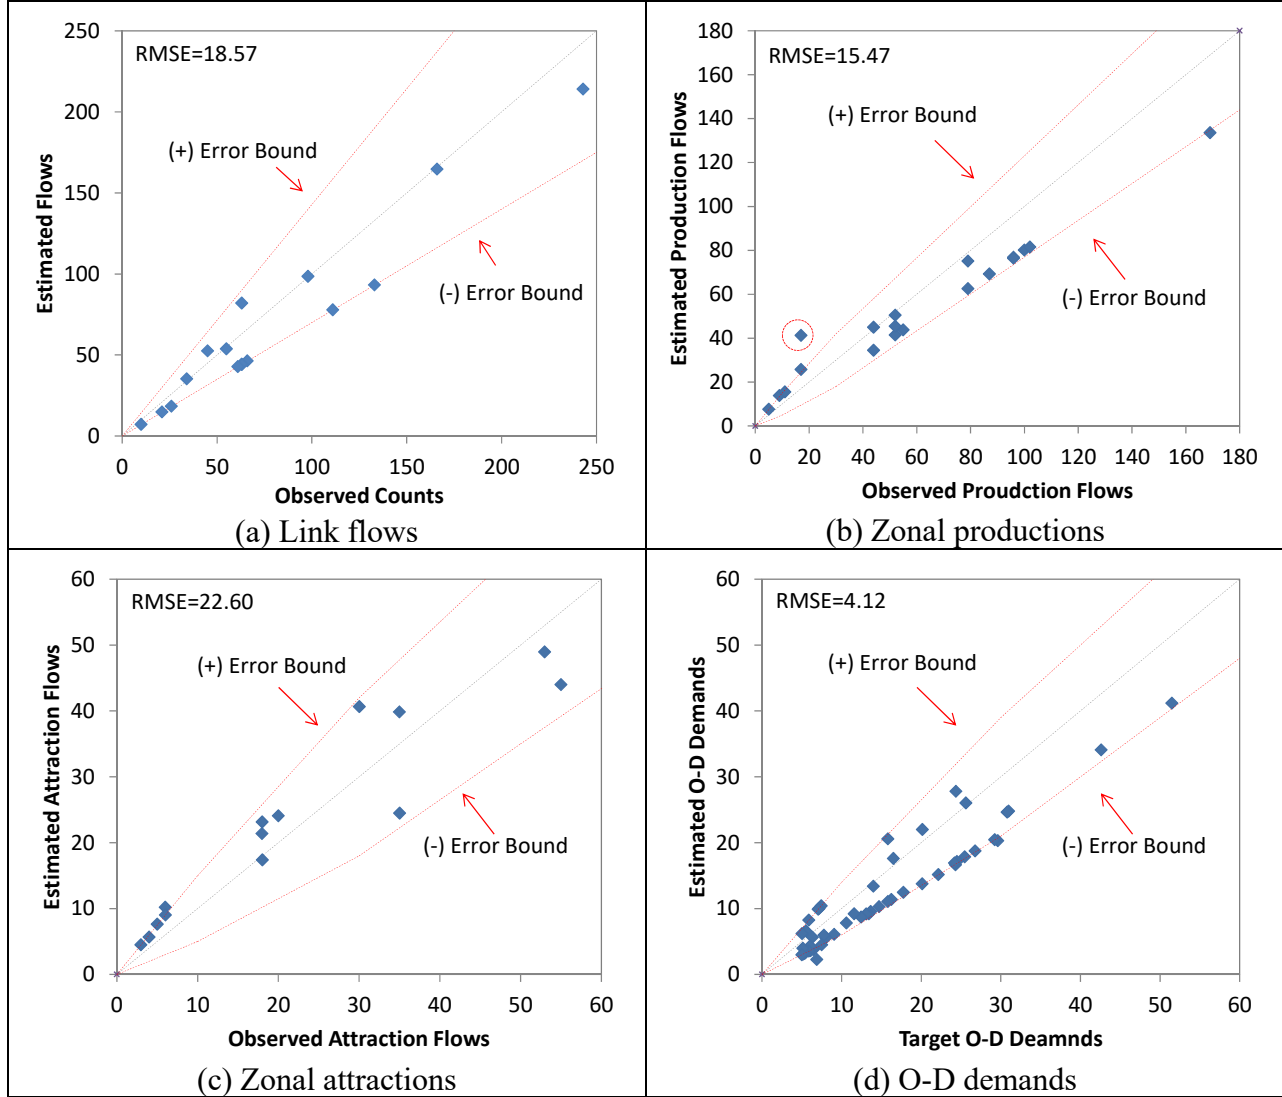 RMSE=18.57
(+) Error Bound
(-) Error Bound
Estimated Flows
250
200
150
100
50
0
0 50 100 150 200 250
Observed Counts
(a) Link flows
RMSE=15.47
(+) Error Bound
(-) Error Bound
Estimated Production Flows
180
160
140
120
100
80
60
40
20
0
0 20 40 60 80 100 120 140 160 180
Observed Proudction Flows
(b) Zonal productions
RMSE=22.60
(+) Error Bound
(-) Error Bound
Estimated Attraction Flows
60
50
40
30
20
10
0
0 10 20 30 40 50 60
Observed Attraction Flows
(c) Zonal attractions
RMSE=4.12
(+) Error Bound
(-) Error Bound
Estimated O-D Demands
60
50
40
30
20
10
0
0 10 20 30 40 50 60
Target O-D Deamnds
(d) O-D demands